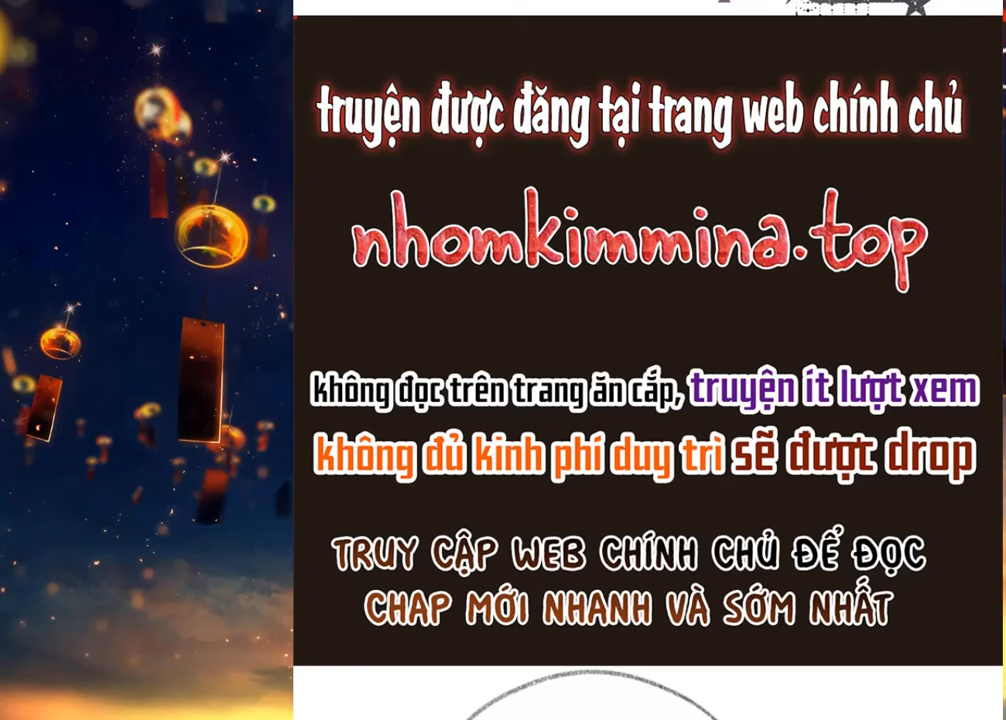 truyện được đăng tại trang web chính chủ
nhomkimmina.top
không đọc trên trang ăn cắp, truyện ít lượt xem
không đủ kinh phí duy trì sẽ được drop
TRUY CẬP WEB CHÍNH CHỦ ĐỂ ĐỌC
CHAP MỚI NHANH VÀ SỚM NHẤT